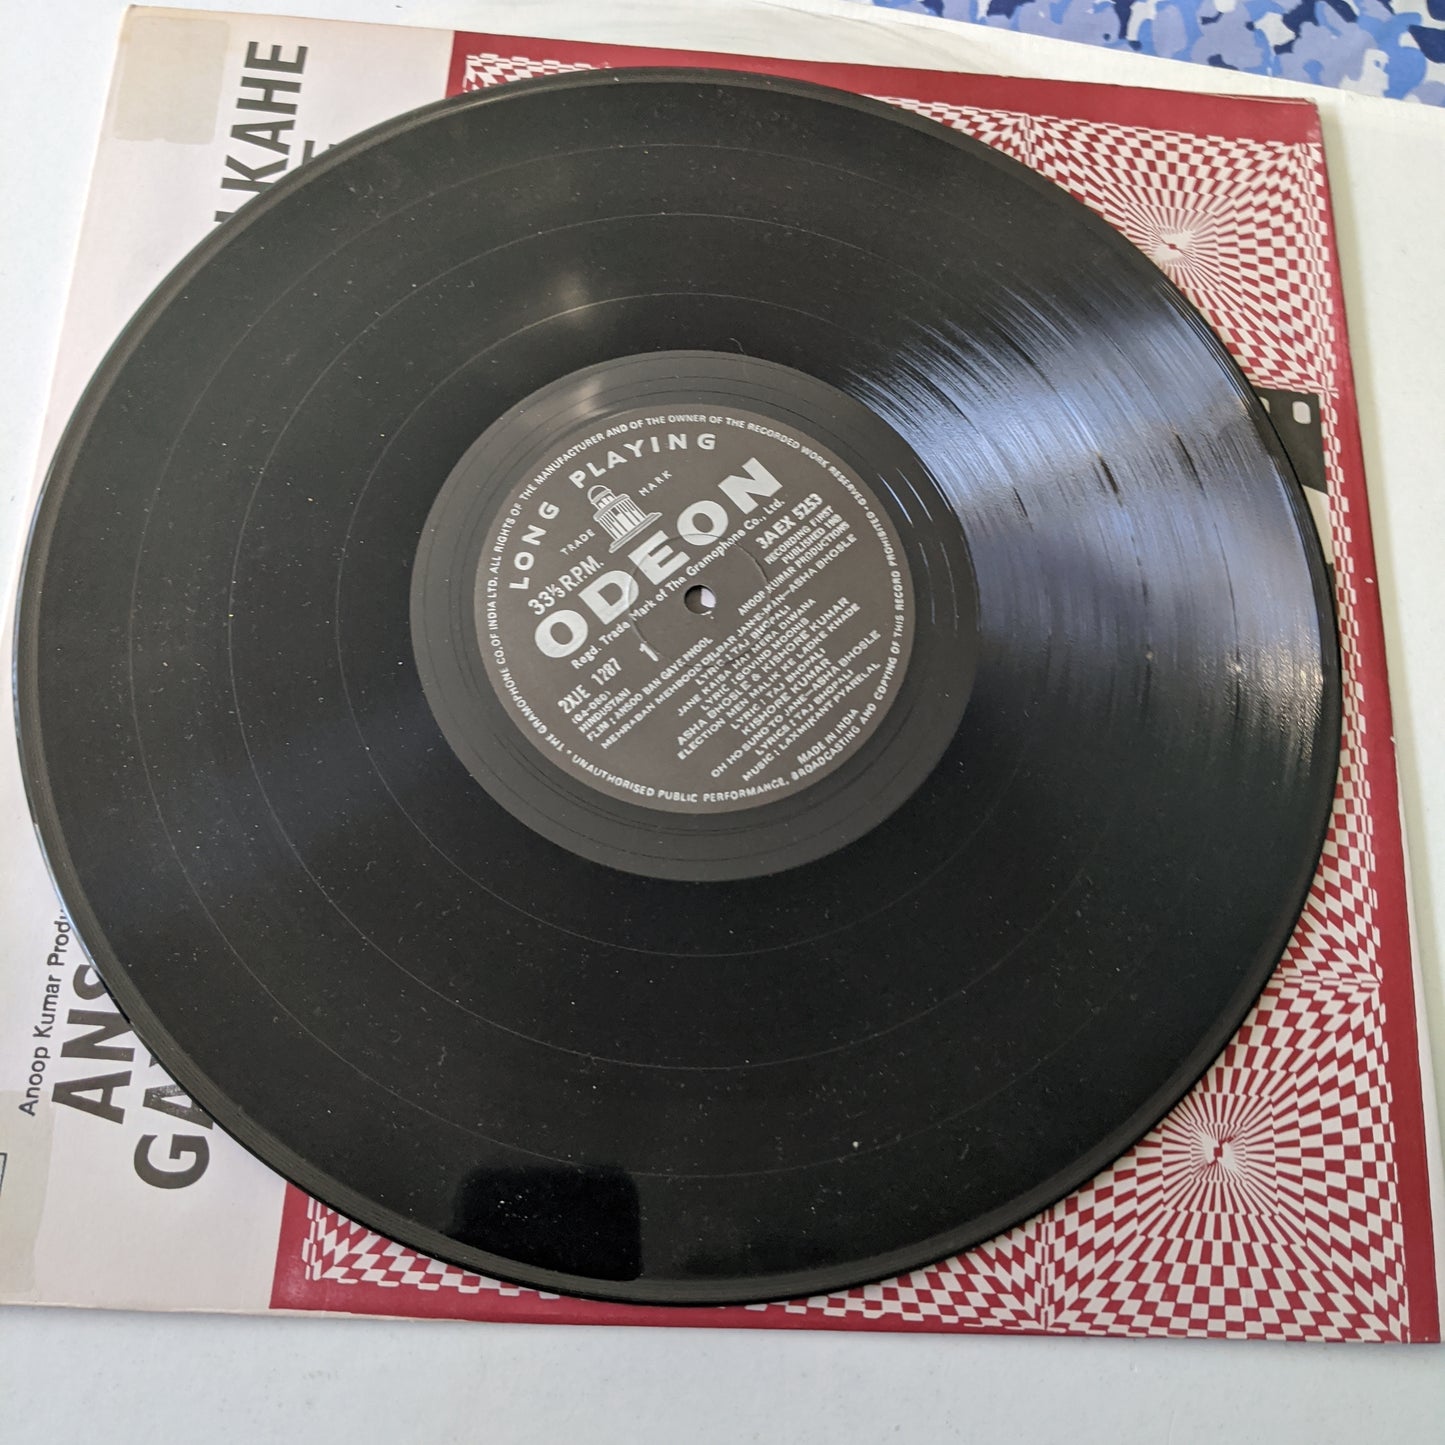 THE GRAMOPHONE CO. OF INDIA LTD. ALL RIGHTS OF THE MANUFACTURER AND OF THE OWNER OF THE RECORDED WORK RESERVED • UNAUTHORISED PUBLIC PERFORMANCE, BROADCASTING AND COPYING OF THIS RECORD PROHIBITED •
LONG PLAYING
TRADE MARK
33⅓ R.P.M.
ODEON
Regd. Trade Mark of The Gramophone Co., Ltd.
3AEX 5253
RECORDING FIRST
PUBLISHED
ANOOP KUMAR PRODUCTIONS
2XJE 1287
1
HINDUSTANI
FILM : ANSOO BAN GAYE PHOOL
MEHRABAN MEHBOOB DILBAR JANE-MAN—ASHA BHOSLE
LYRIC : TAJ BHOPALI
JANE KAISA HAI MERA DIWANA
LYRIC : GOVIND MOONIS
ASHA BHOSLE & KISHORE KUMAR
ELECTION MEN MALIK KE LADKE KHADE
LYRIC : TAJ BHOPALI
KISHORE KUMAR
OH HO SUNO TO JANI—ASHA BHOSLE
LYRICS : TAJ BHOPALI
MUSIC : LAXMIKANT PYARELAL
MADE IN INDIA
KAHE
Anoop Kumar